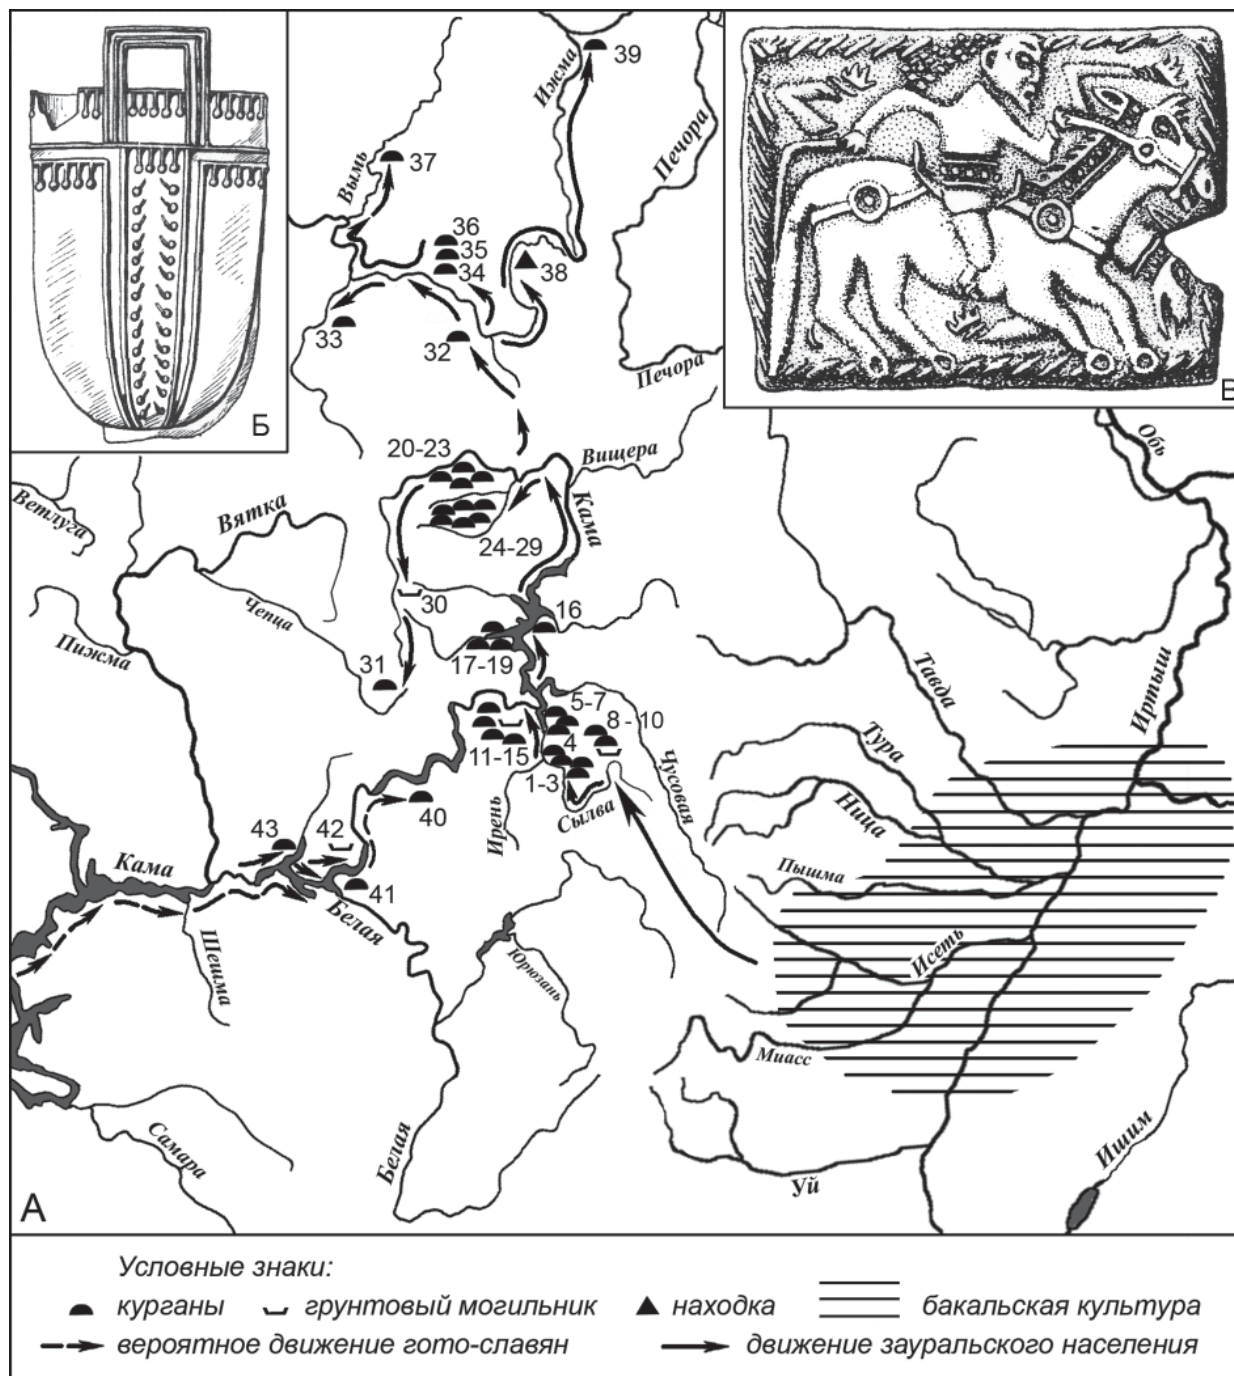 Б
В
А
39
Ижма
Печора
37
Вымь
36
35
34
38
33
32
Печора
Обь
20-23
Вищера
Ветлуга
Вятка
Кама
24-29
30
16
Чепца
Пижма
17-19
31
Тавда
Иртыш
5-7
8 - 10
4
Тура
11-15
1-3
Чусовая
Ница
40
Ирень
Сылва
43
42
Кама
Пышма
41
Белая
Шешма
Исеть
Юрюзань
Миасс
Самара
Белая
Уй
Ишим
Условные знаки:
курганы грунтовый могильник находка бакальская культура
вероятное движение гото-славян движение зауральского населения